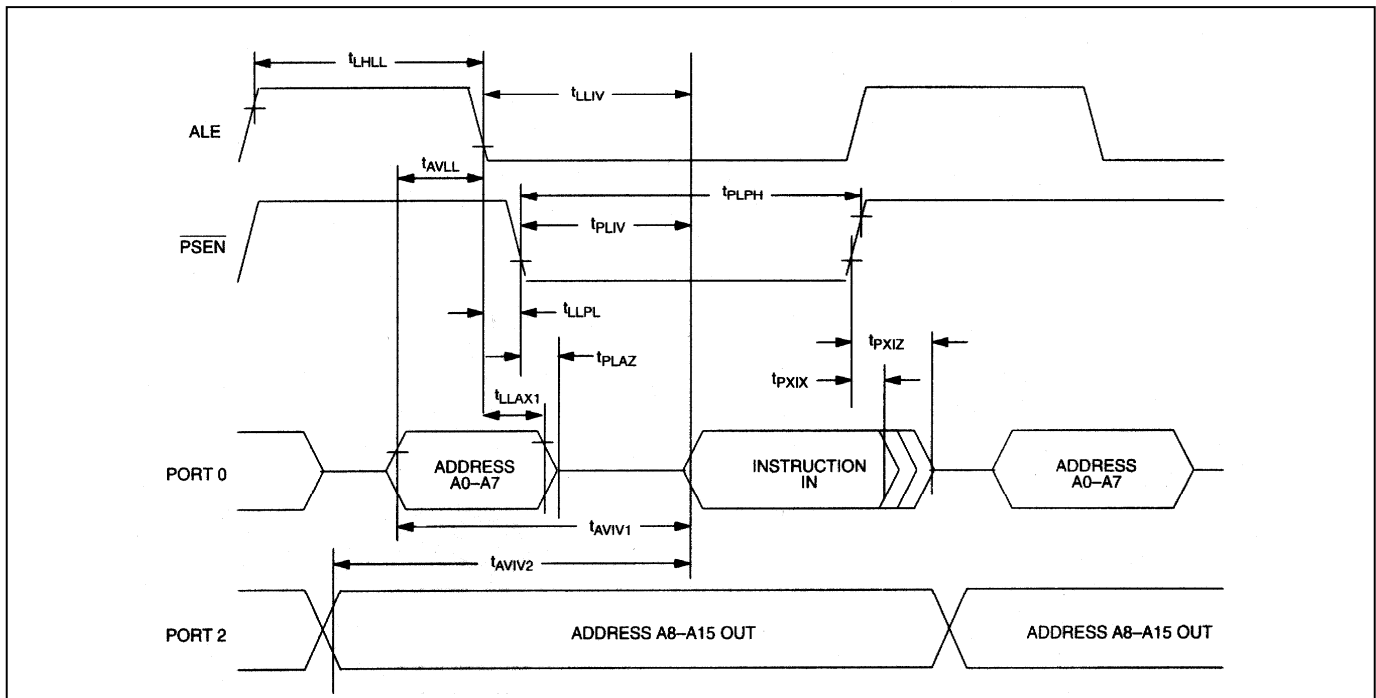 tLHLL
tLLIV
ALE
tAVLL
tPLPH
PSEN
tPLIV
tLLPL
tPXIZ
tPLAZ
tPXIX
tLLAX1
PORT 0
ADDRESS
A0–A7
INSTRUCTION
IN
ADDRESS
A0–A7
tAVIV1
tAVIV2
PORT 2
ADDRESS A8–A15 OUT
ADDRESS A8–A15 OUT